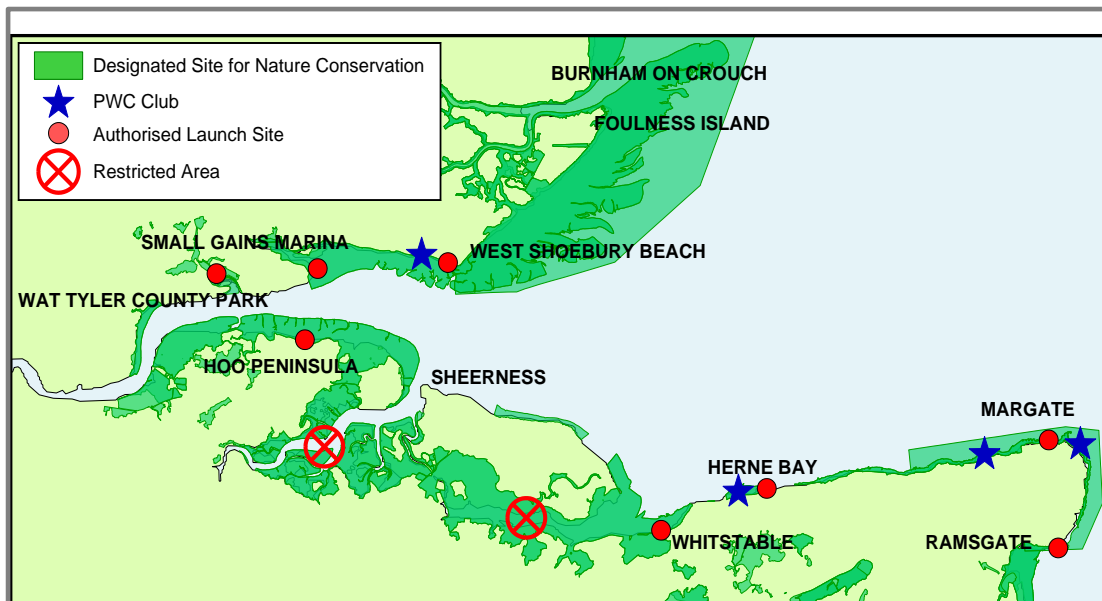 Designated Site for Nature Conservation
PWC Club
Authorised Launch Site
Restricted Area
BURNHAM ON CROUCH
FOULNESS ISLAND
SMALL GAINS MARINA
WEST SHOEBURY BEACH
WAT TYLER COUNTY PARK
HOO PENINSULA
SHEERNESS
MARGATE
HERNE BAY
WHITSTABLE
RAMSGATE